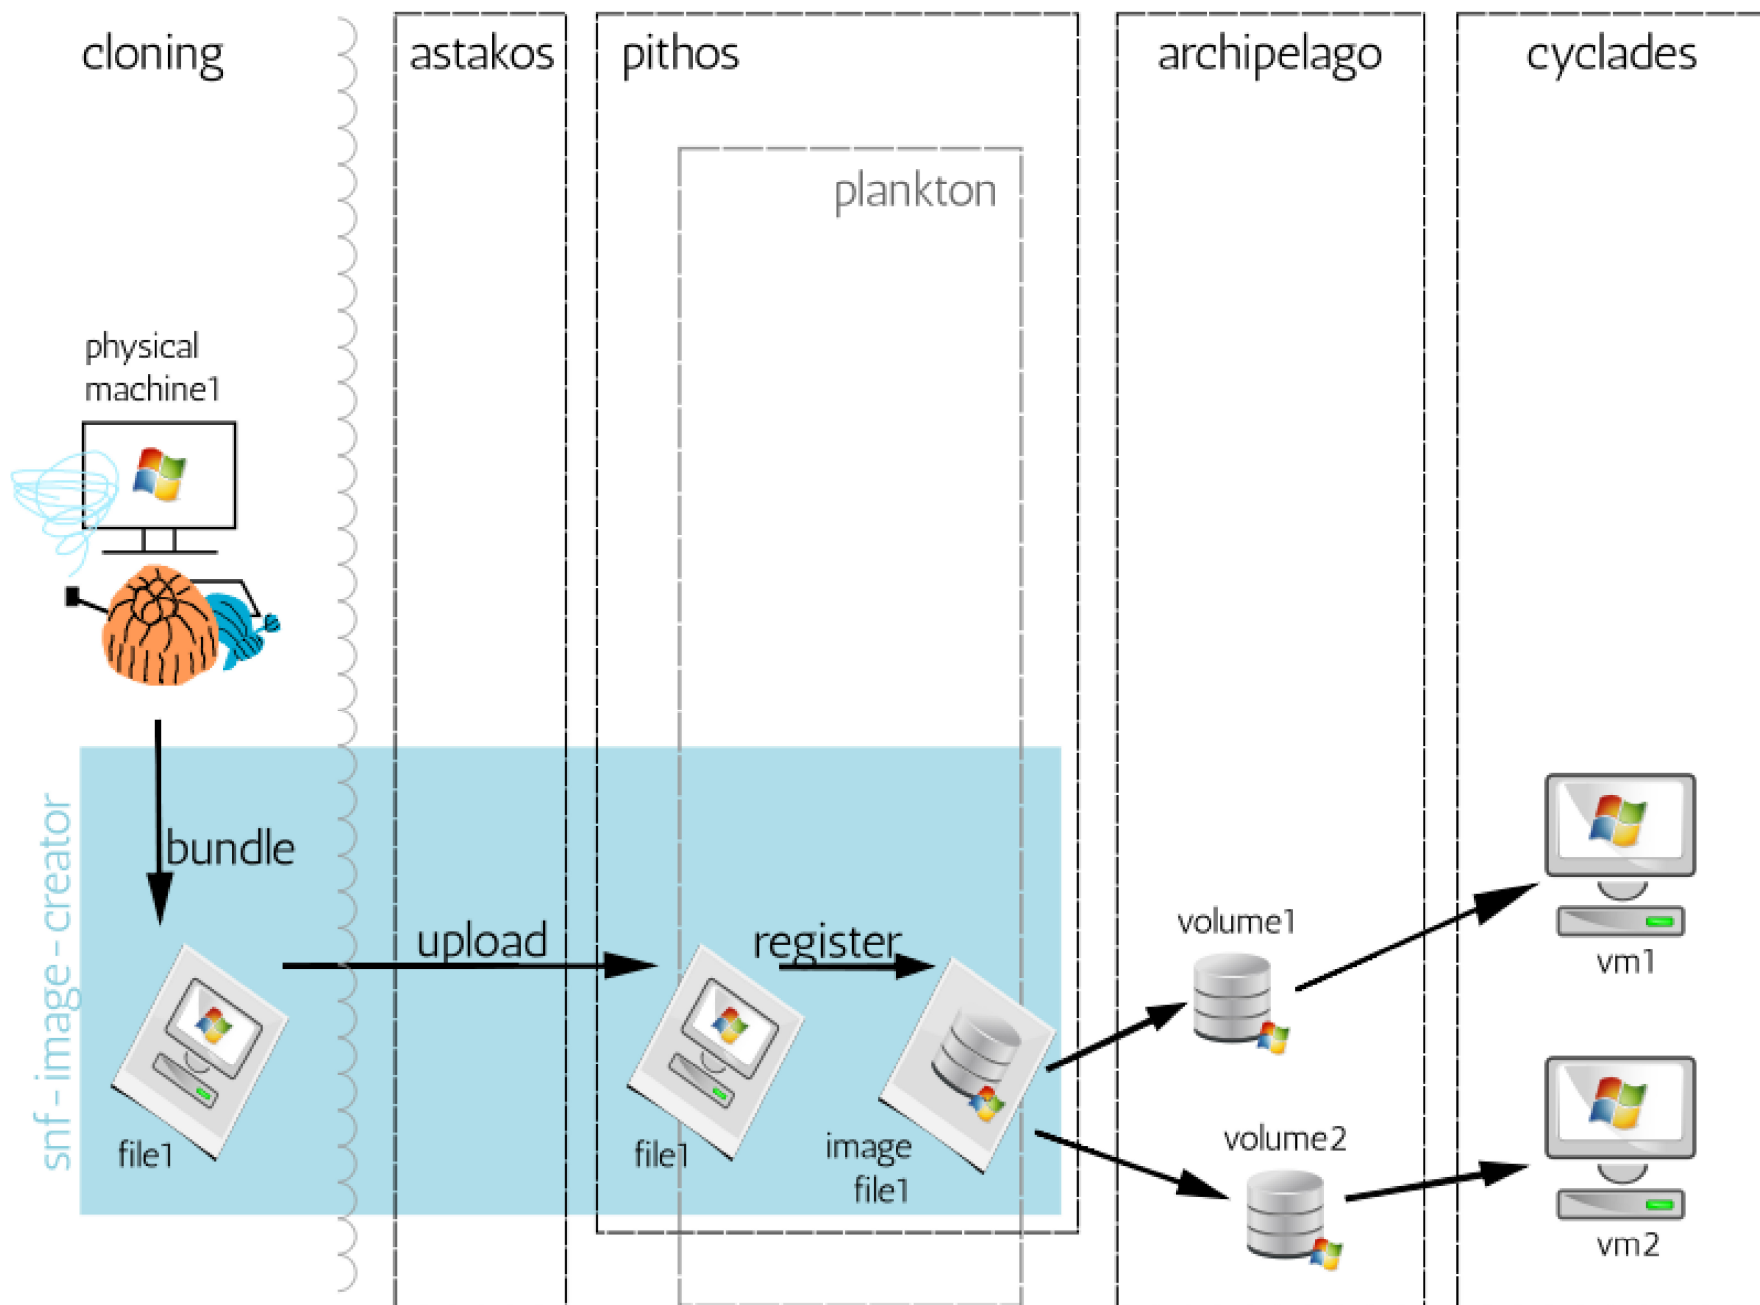 cloning
astakos
pithos
archipelago
cyclades
plankton
physical
machine1
snf-image-creator
bundle
upload
register
file1
file1
image
file1
volume1
volume2
vm1
vm2